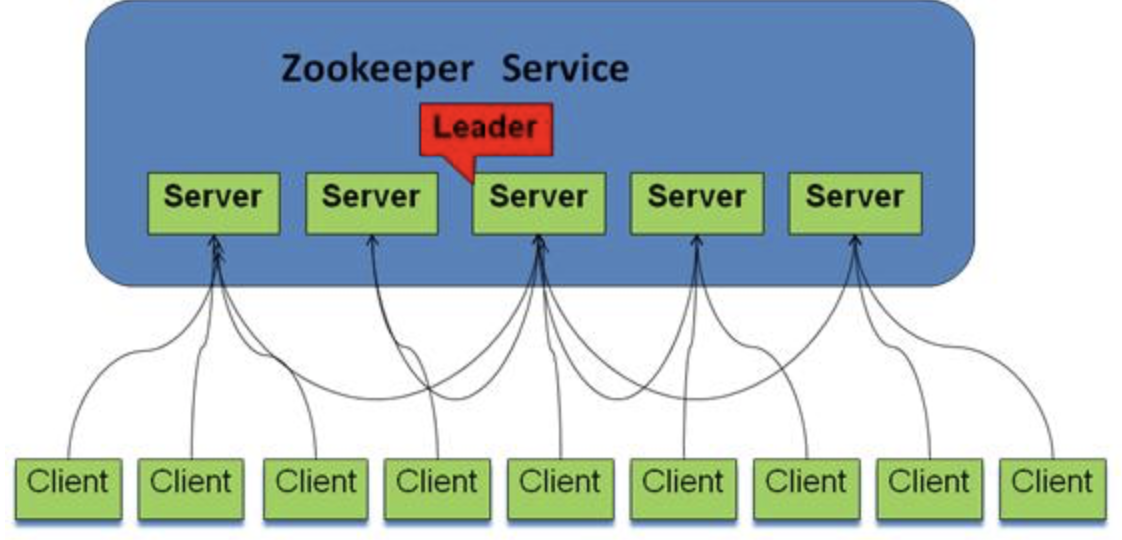 Zookeeper Service
Leader
Server Server Server Server Server
Client Client Client Client Client Client Client Client Client